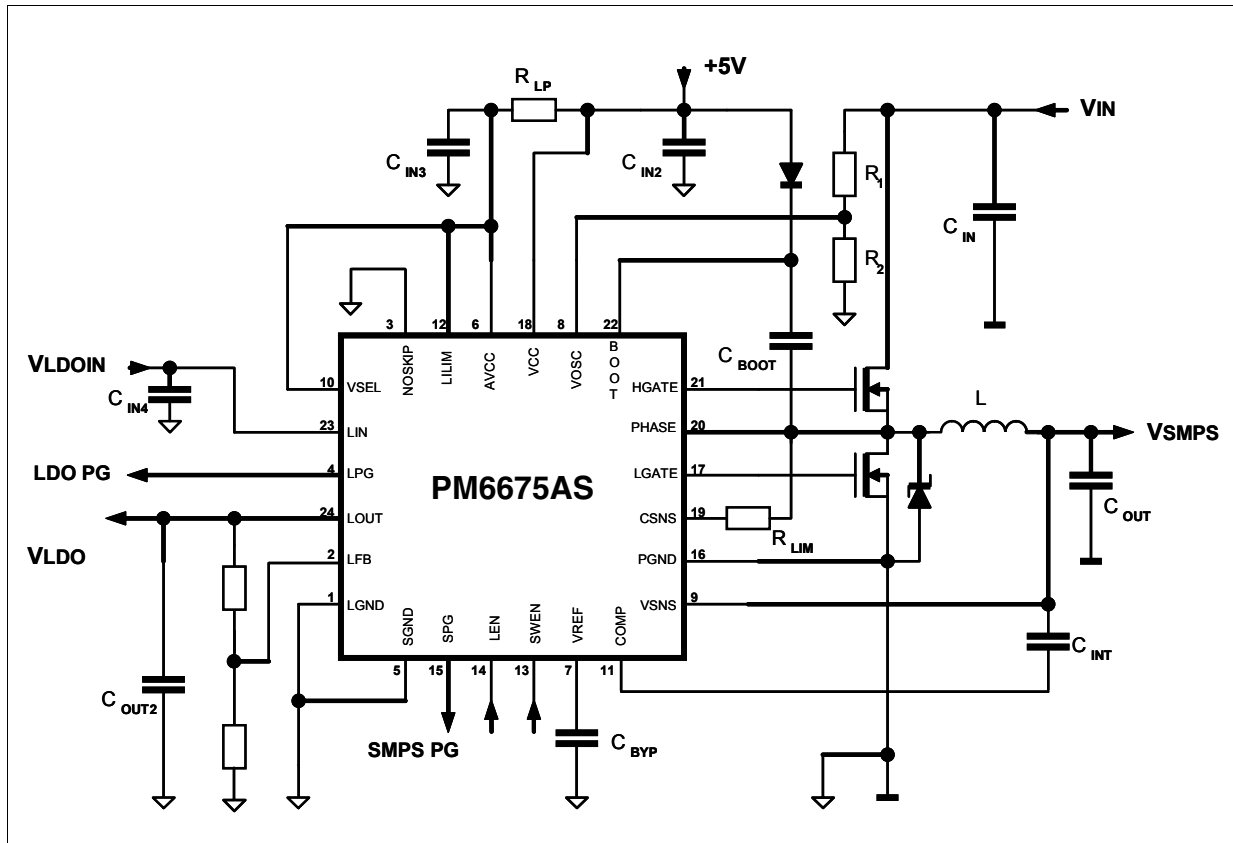 +5V
R LP
VIN
C IN3
C IN2
R 1
C IN
R 2
3 12 6 18 8 22
NOSKIP
LILIM
AVCC
VCC
VOSC
BOOT
C BOOT
VLDOIN
C IN4
10 VSEL
HGATE 21
L
23 LIN
PHASE 20
VSMPS
LDO PG
4 LPG
PM6675AS
LGATE 17
24 LOUT
CSNS 19
C OUT
VLDO
R LIM
2 LFB
PGND 16
1 LGND
VSNS 9
SGND
SPG
LEN
SWEN
VREF
COMP
C INT
5 15 14 13 7 11
C OUT2
SMPS PG
C BYP